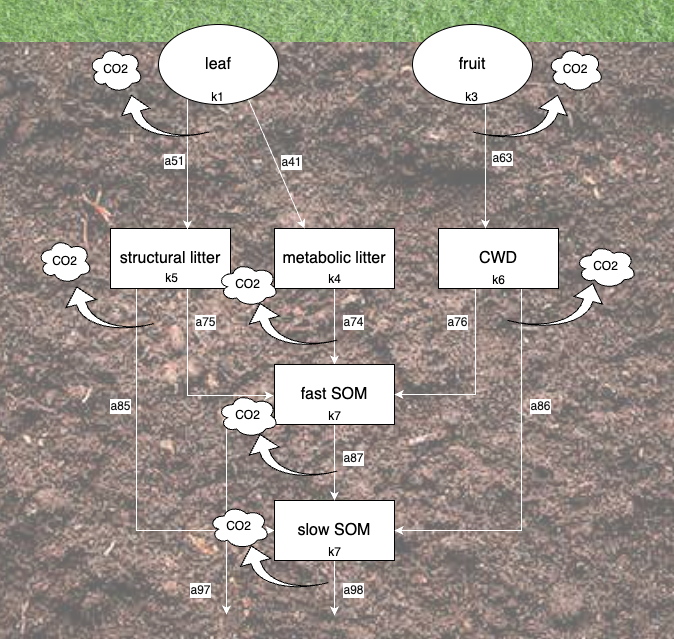 leaf
k1
CO2
fruit
k3
CO2
a51
a41
a63
structural litter
k5
CO2
metabolic litter
k4
CO2
CWD
k6
CO2
a75
a74
a76
fast SOM
k7
CO2
a85
a86
a87
slow SOM
k7
CO2
a97
a98